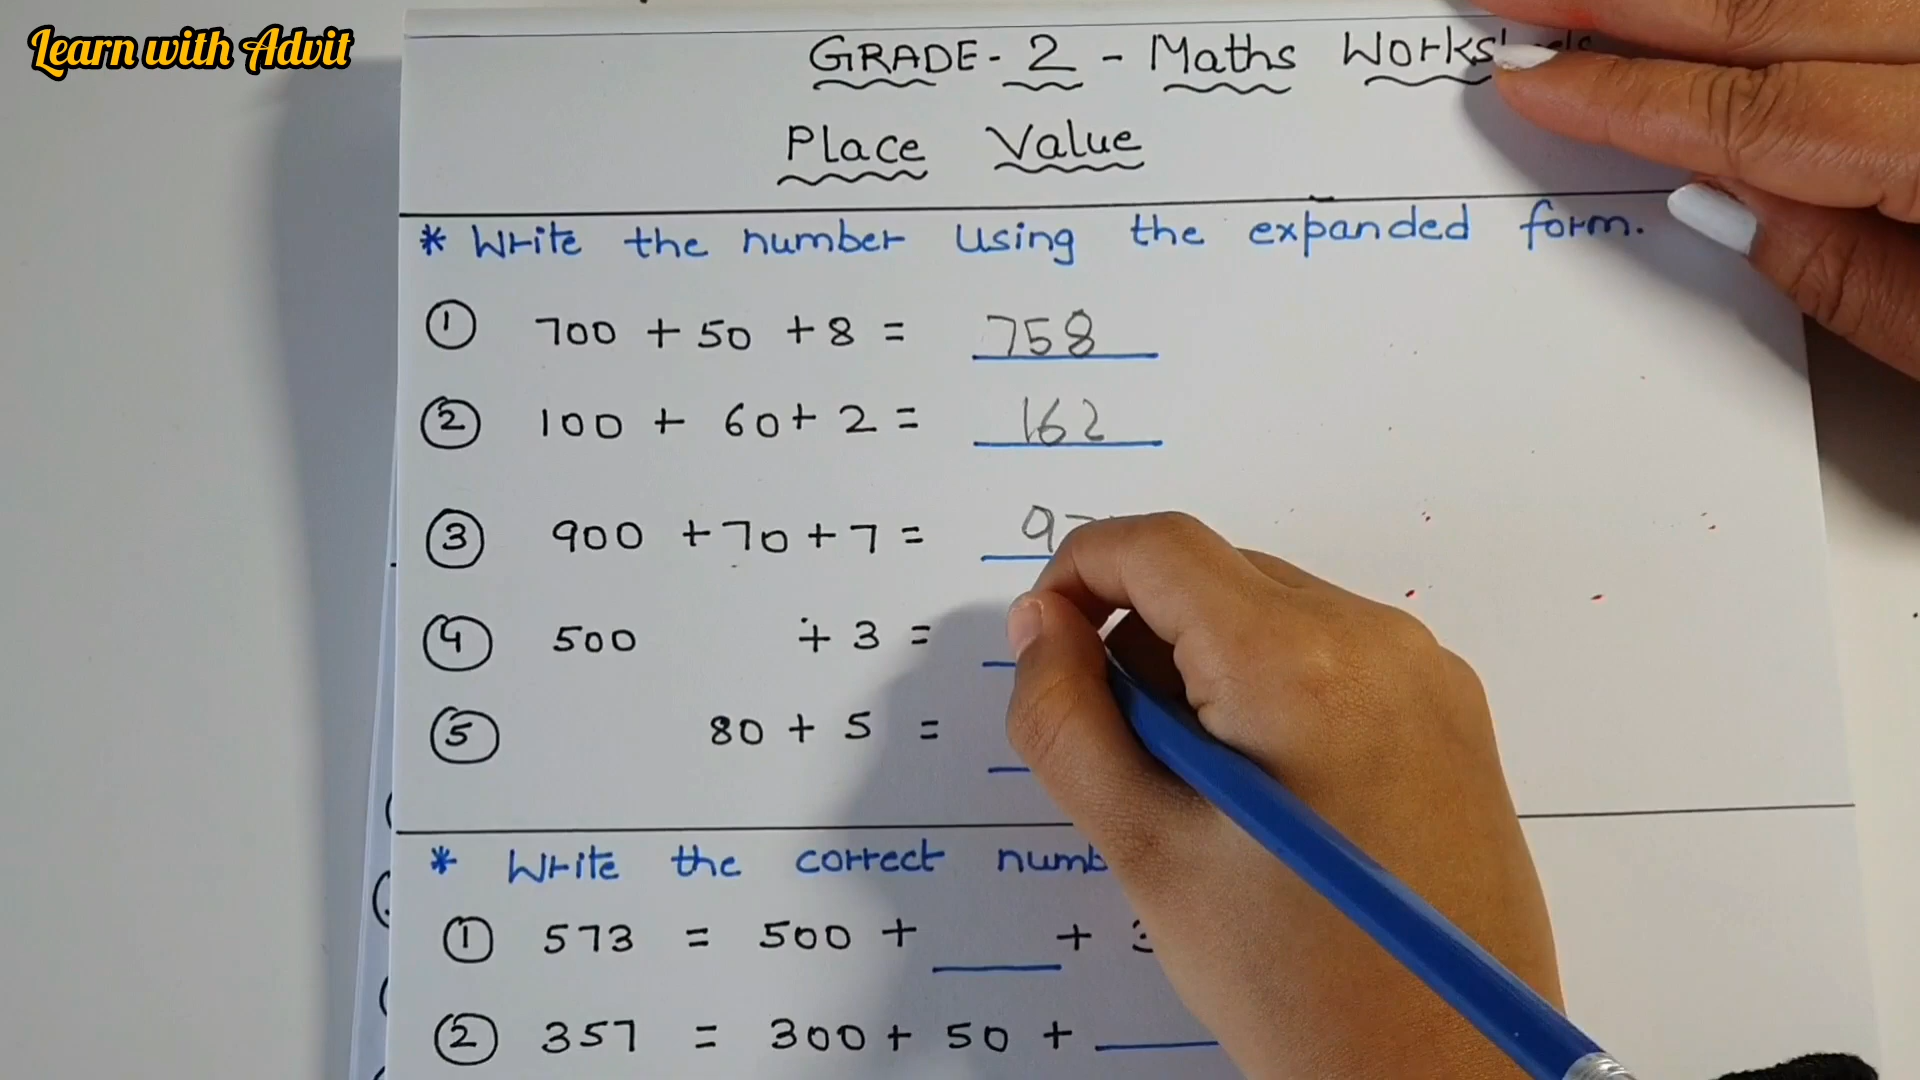 Learn with Advit
GRADE - 2 - Maths
Place Value
* Write the number using the expanded form.
1 700 + 50 + 8 = 758
2 100 + 60 + 2 = 162
3 900 + 70 + 7 =
4 500 + 3 =
5 80 + 5 =
* Write the correct
1 573 = 500 + ___ +
2 357 = 300 + 50 + ___